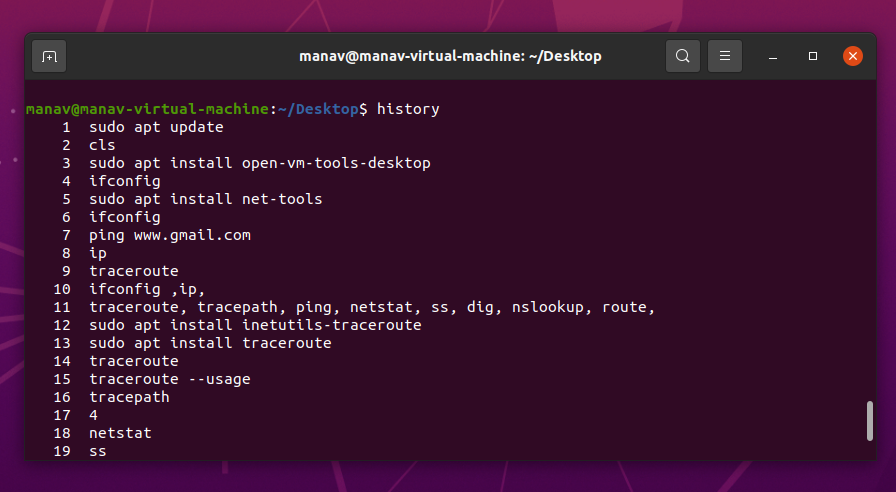 manav@manav-virtual-machine: ~/Desktop
manav@manav-virtual-machine:~/Desktop$ history
1 sudo apt update
2 cls
3 sudo apt install open-vm-tools-desktop
4 ifconfig
5 sudo apt install net-tools
6 ifconfig
7 ping www.gmail.com
8 ip
9 traceroute
10 ifconfig ,ip,
11 traceroute, tracepath, ping, netstat, ss, dig, nslookup, route,
12 sudo apt install inetutils-traceroute
13 sudo apt install traceroute
14 traceroute
15 traceroute --usage
16 tracepath
17 4
18 netstat
19 ss